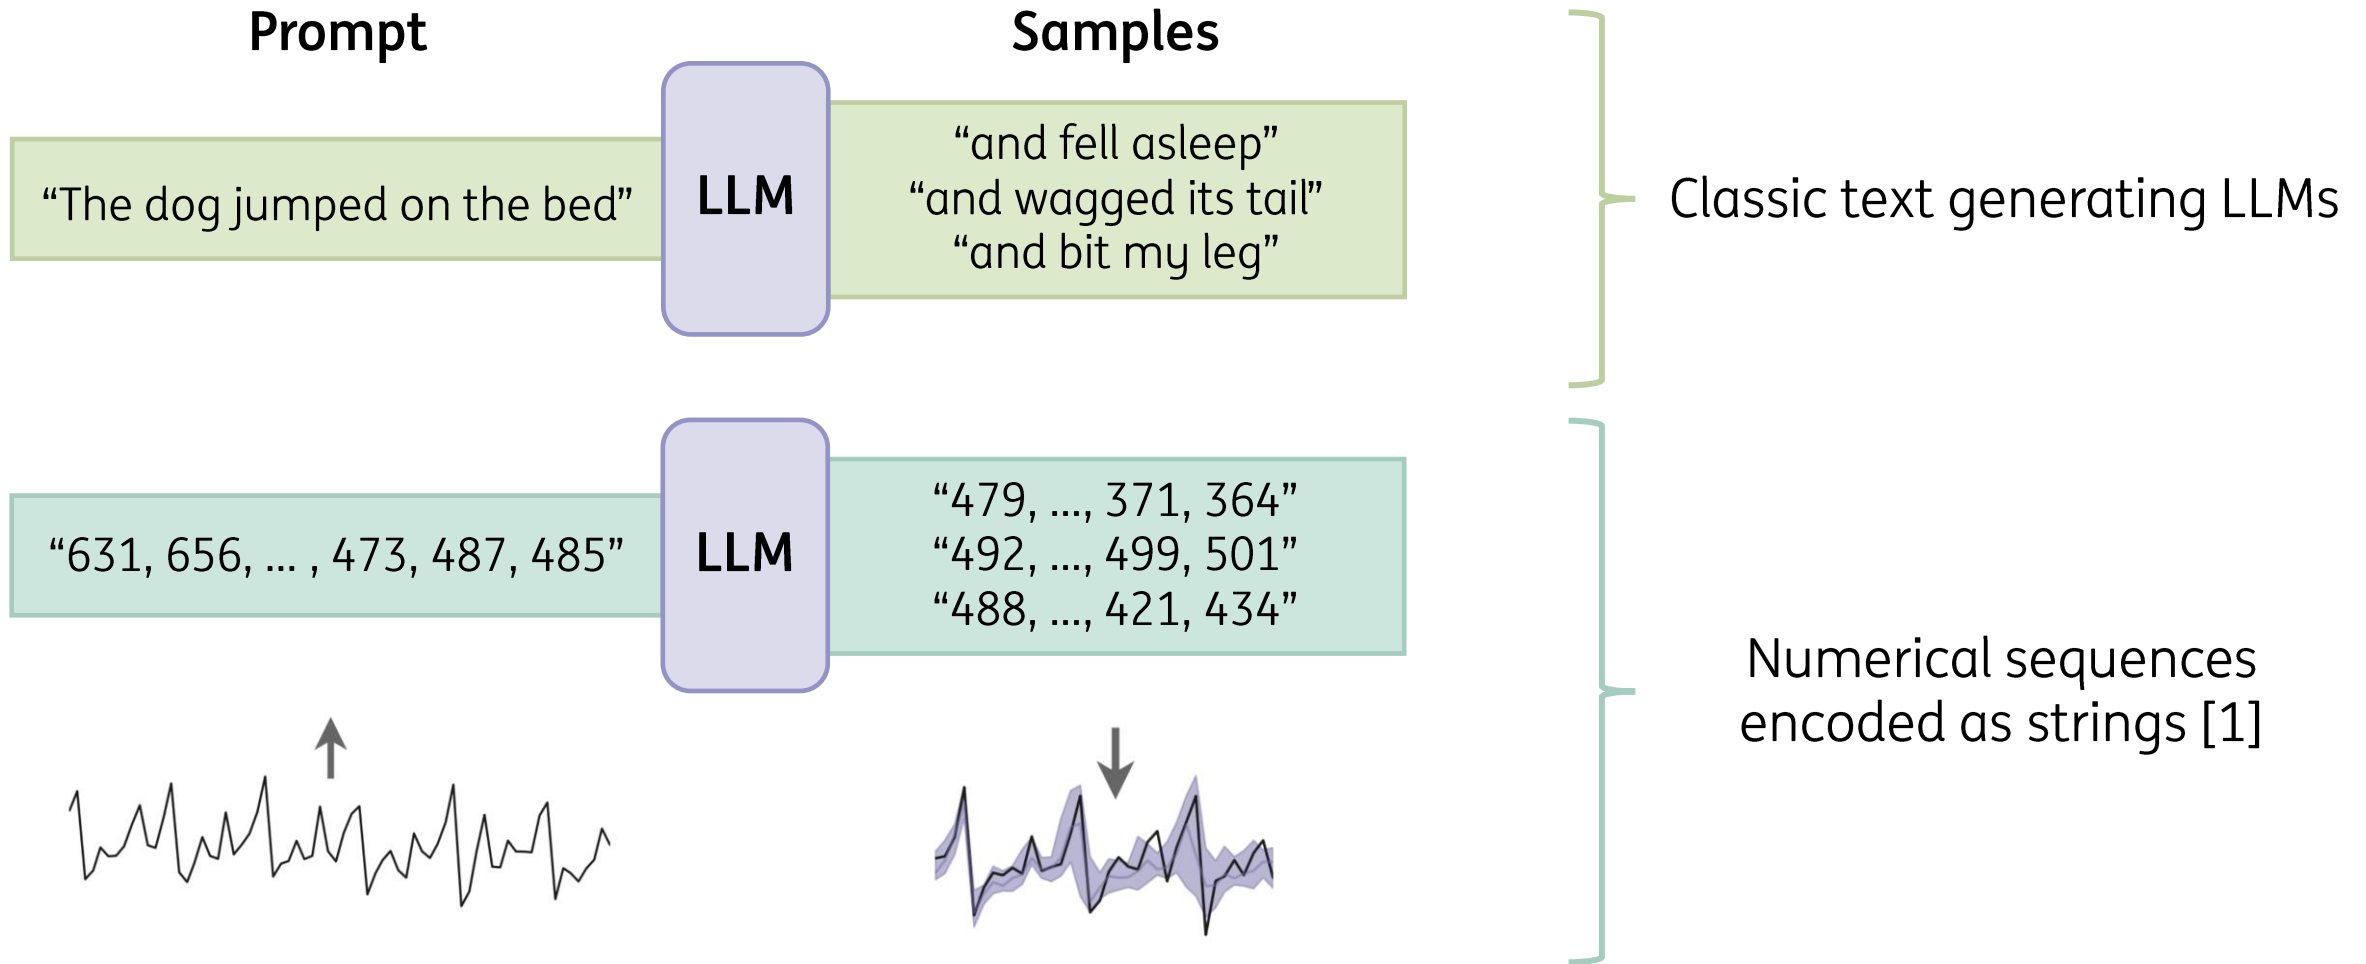 Prompt
Samples
“The dog jumped on the bed”
LLM
“and fell asleep”
“and wagged its tail”
“and bit my leg”
Classic text generating LLMs
“631, 656, ... , 473, 487, 485”
LLM
“479, ..., 371, 364”
“492, ..., 499, 501”
“488, ..., 421, 434”
Numerical sequences
encoded as strings [1]